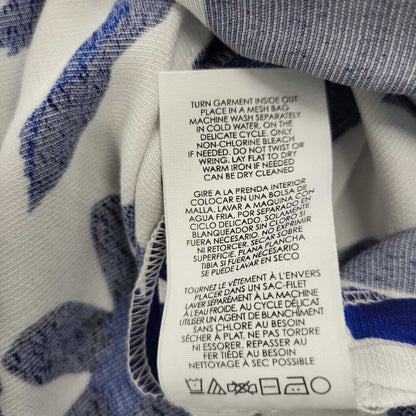 TURN GARMENT INSIDE OUT
PLACE IN A MESH BAG
MACHINE WASH SEPARATELY
IN COLD WATER, ON THE
DELICATE CYCLE. ONLY
NON-CHLORINE BLEACH
IF NEEDED. DO NOT TWIST OR
WRING. LAY FLAT TO DRY
WARM IRON IF NEEDED
CAN BE DRY CLEANED
GIRE A LA PRENDA INTERIOR
COLOCAR EN UNA BOLSA DE
MALLA, LAVAR A MAQUINA CON
AGUA FRIA, POR SEPARADO EN
CICLO DELICADO. SOLAMENTE
BLANQUEADOR SIN CLORO SI
FUERA NECESARIO, NO EXPRIMIR
NI RETORCER, SECAR SOBRE
SUPERFICIE. PLANA PLANCHA
TIBIA SI FUERA NECESARIO
SE PUEDE LAVAR EN SECO
TOURNEZ LE VÊTEMENT À L'ENVERS
PLACER DANS UN SAC-FILET
LAVER SÉPARÉMENT À LA MACHINE
À L'EAU FROIDE, AU CYCLE DÉLICAT
UTILISER UN AGENT DE BLANCHIMENT
SANS CHLORE AU BESOIN
SÉCHER À PLAT, NE PAS TORDRE
NI ESSORER. REPASSER AU
FER TIÈDE AU BESOIN
NETTOYAGE À SEC POSSIBLE